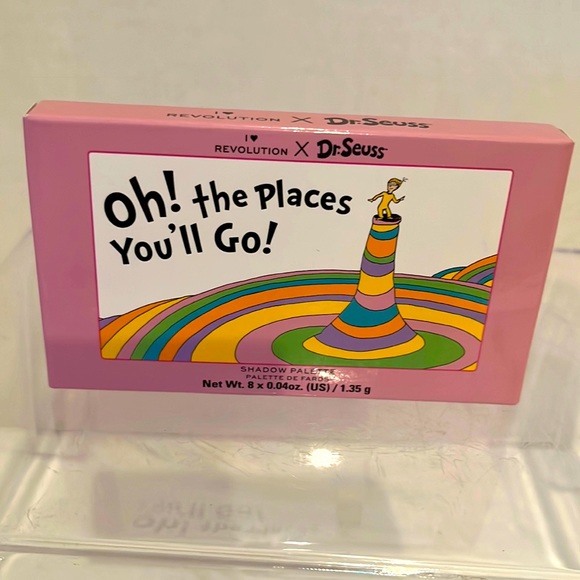 I ♥
REVOLUTION X Dr. Seuss
I ♥
REVOLUTION X Dr. Seuss
Oh! the Places
You'll Go!
SHADOW PALETTE
PALETTE DE FARDS
Net Wt. 8 x 0.04oz. (US) / 1.35 g